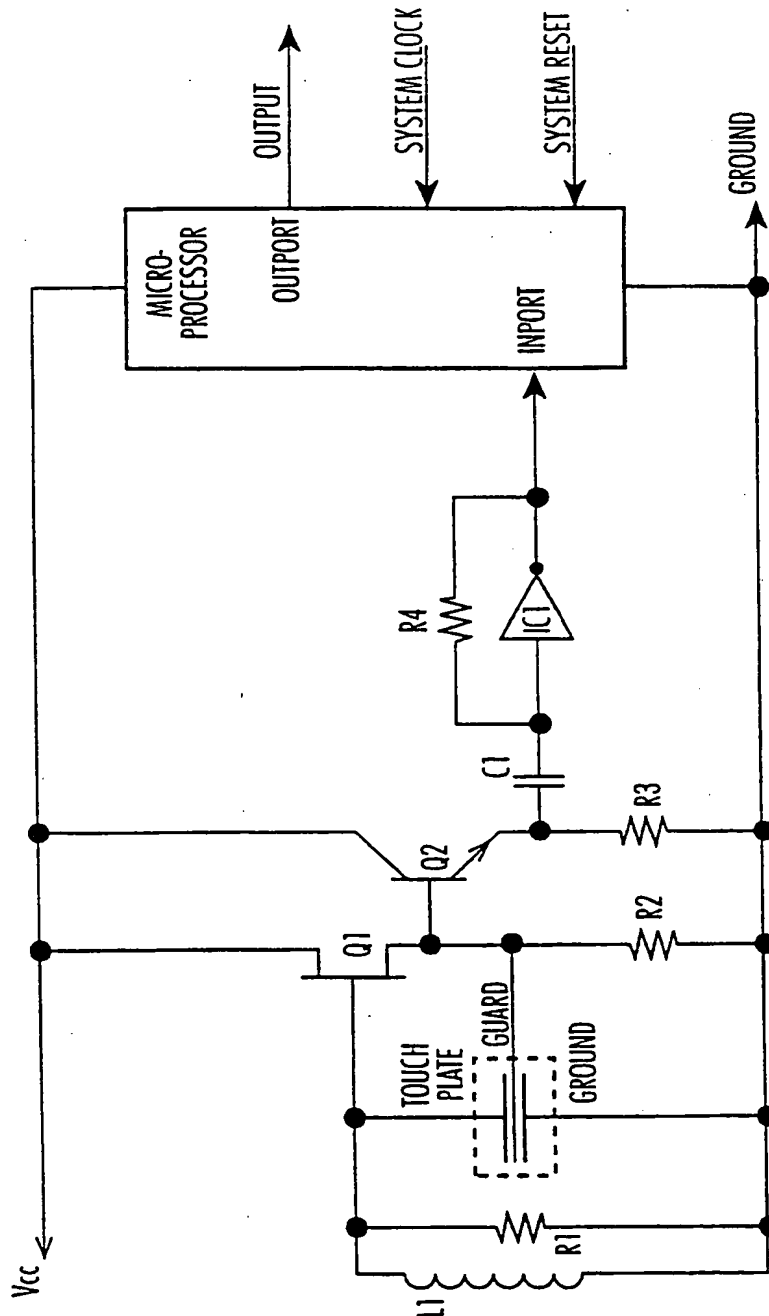 Vcc
L1
R1
TOUCH
PLATE
GUARD
GROUND
Q1
R2
Q2
R3
C1
R4
IC1
MICRO-
PROCESSOR
OUTPORT
INPORT
OUTPUT
SYSTEM CLOCK
SYSTEM RESET
GROUND